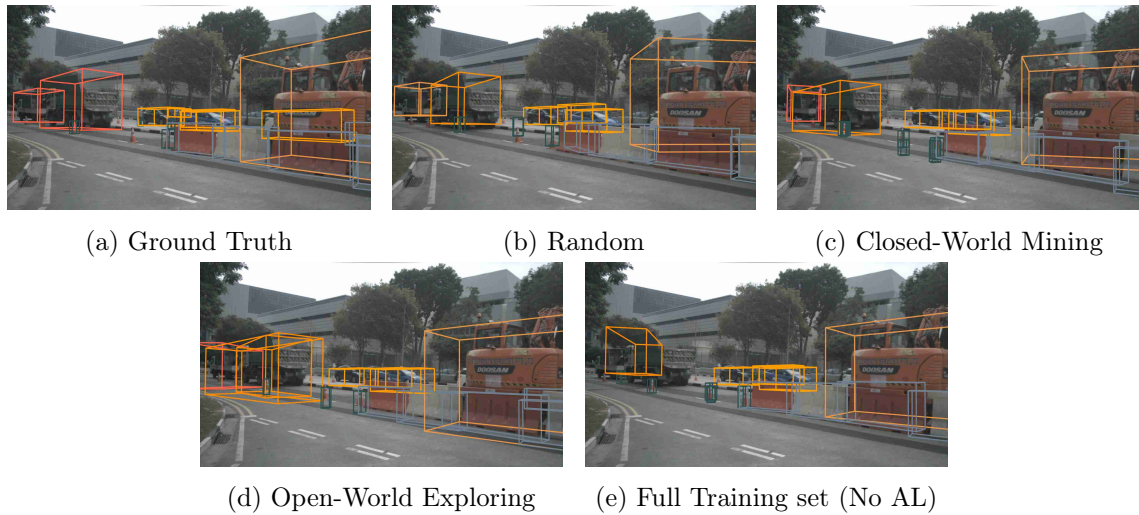 DOOSAN
DOOSAN
DOOSAN
(a) Ground Truth
(b) Random
(c) Closed-World Mining
DOOSAN
DOOSAN
(d) Open-World Exploring
(e) Full Training set (No AL)